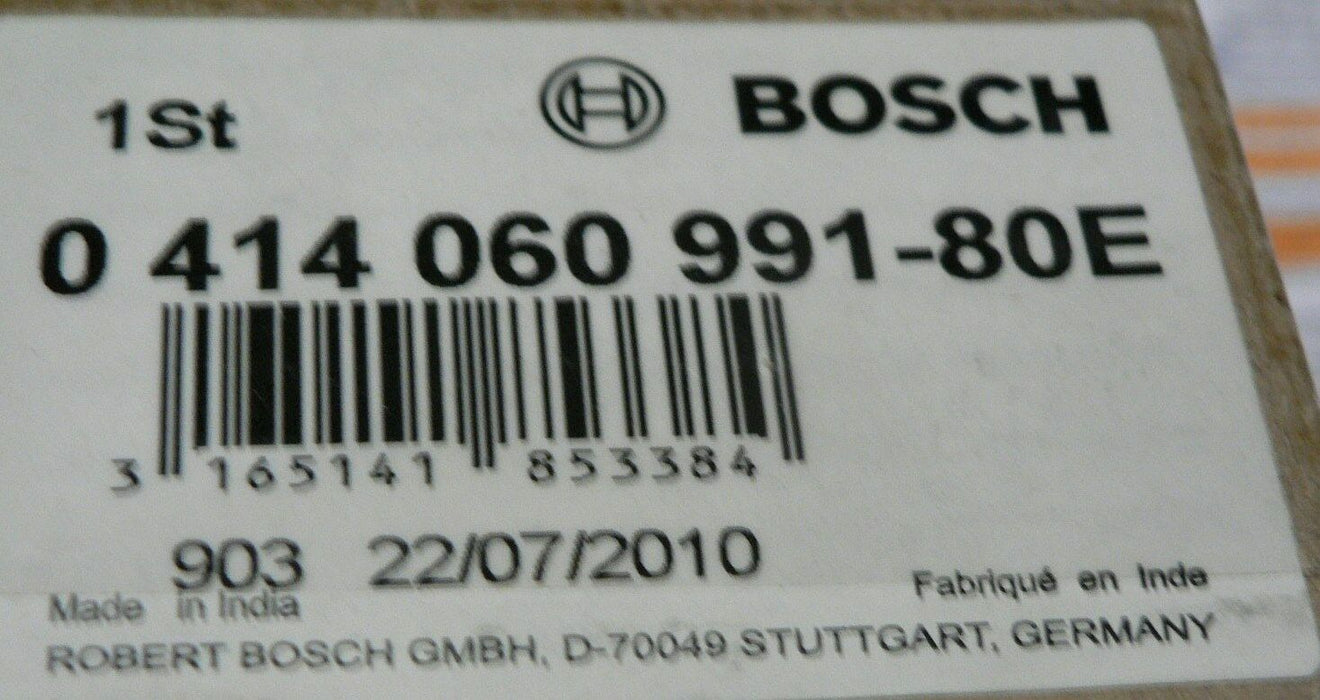 1St
BOSCH
0 414 060 991-80E
3 165141 853384
903 22/07/2010
Made in India
Fabriqué en Inde
ROBERT BOSCH GMBH, D-70049 STUTTGART, GERMANY